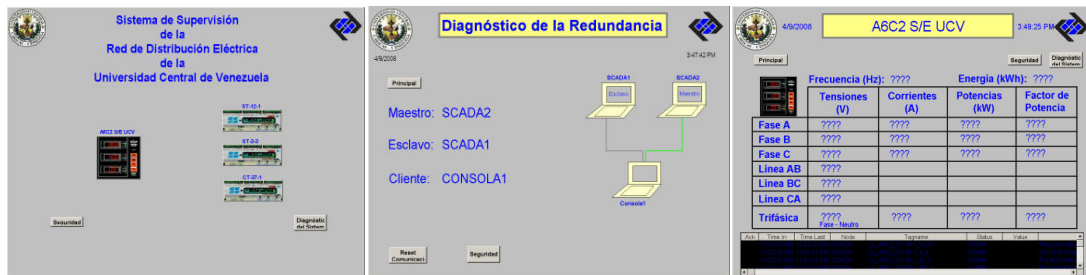 Sistema de Supervisión
de la
Red de Distribución Eléctrica
de la
Universidad Central de Venezuela
A6C2 S/E UCV
ST-12-1
ST-2-2
CT-27-1
Seguridad
Diagnóstic
del Sistem
Diagnóstico de la Redundancia
4/9/2008
3:47:42 PM
Principal
SCADA1
SCADA2
Esclavo
Maestro
Maestro: SCADA2
Esclavo: SCADA1
Cliente: CONSOLA1
Consola1
Reset
Comunicaci
Seguridad
4/9/2008
A6C2 S/E UCV
3:49:25 PM
Principal
Seguridad
Diagnóstic
del Sistem
Frecuencia (Hz): ???? Energía (kWh): ????
Tensiones (V) Corrientes (A) Potencias (kW) Factor de Potencia
Fase A ???? ???? ???? ????
Fase B ???? ???? ???? ????
Fase C ???? ???? ???? ????
Linea AB ????
Linea BC ????
Linea CA ????
Trifásica ???? ???? ???? ????
Fase - Neutro
Ack Time In Time Last Node Tagname Status Value